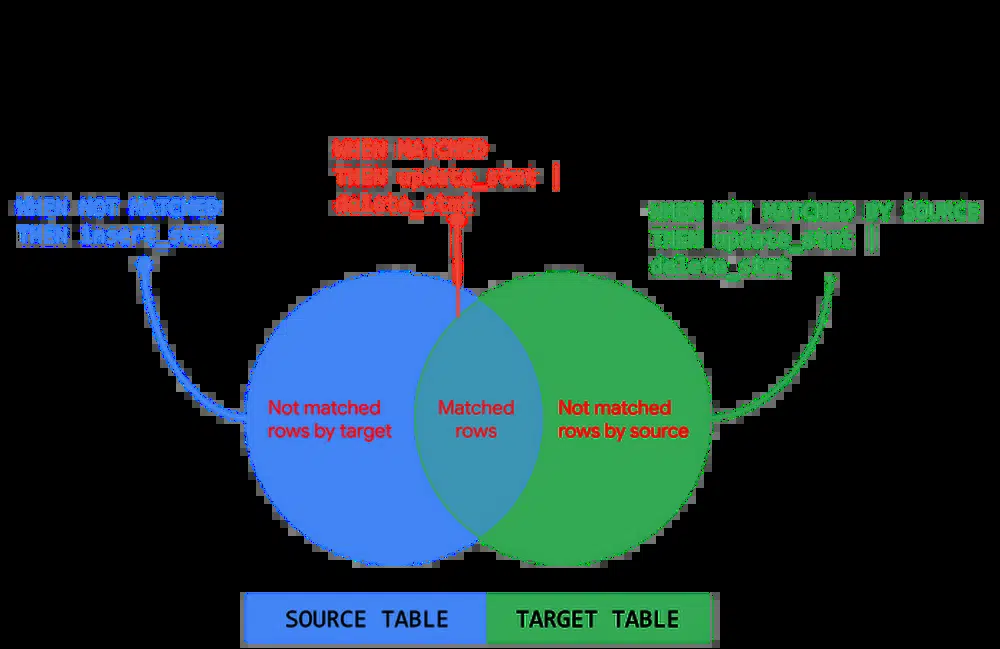 WHEN MATCHED
THEN update_stmt |
delete_stmt
WHEN NOT MATCHED
THEN insert_stmt
WHEN NOT MATCHED BY SOURCE
THEN update_stmt ||
delete_stmt
Not matched
rows by target
Matched
rows
Not matched
rows by source
SOURCE TABLE
TARGET TABLE